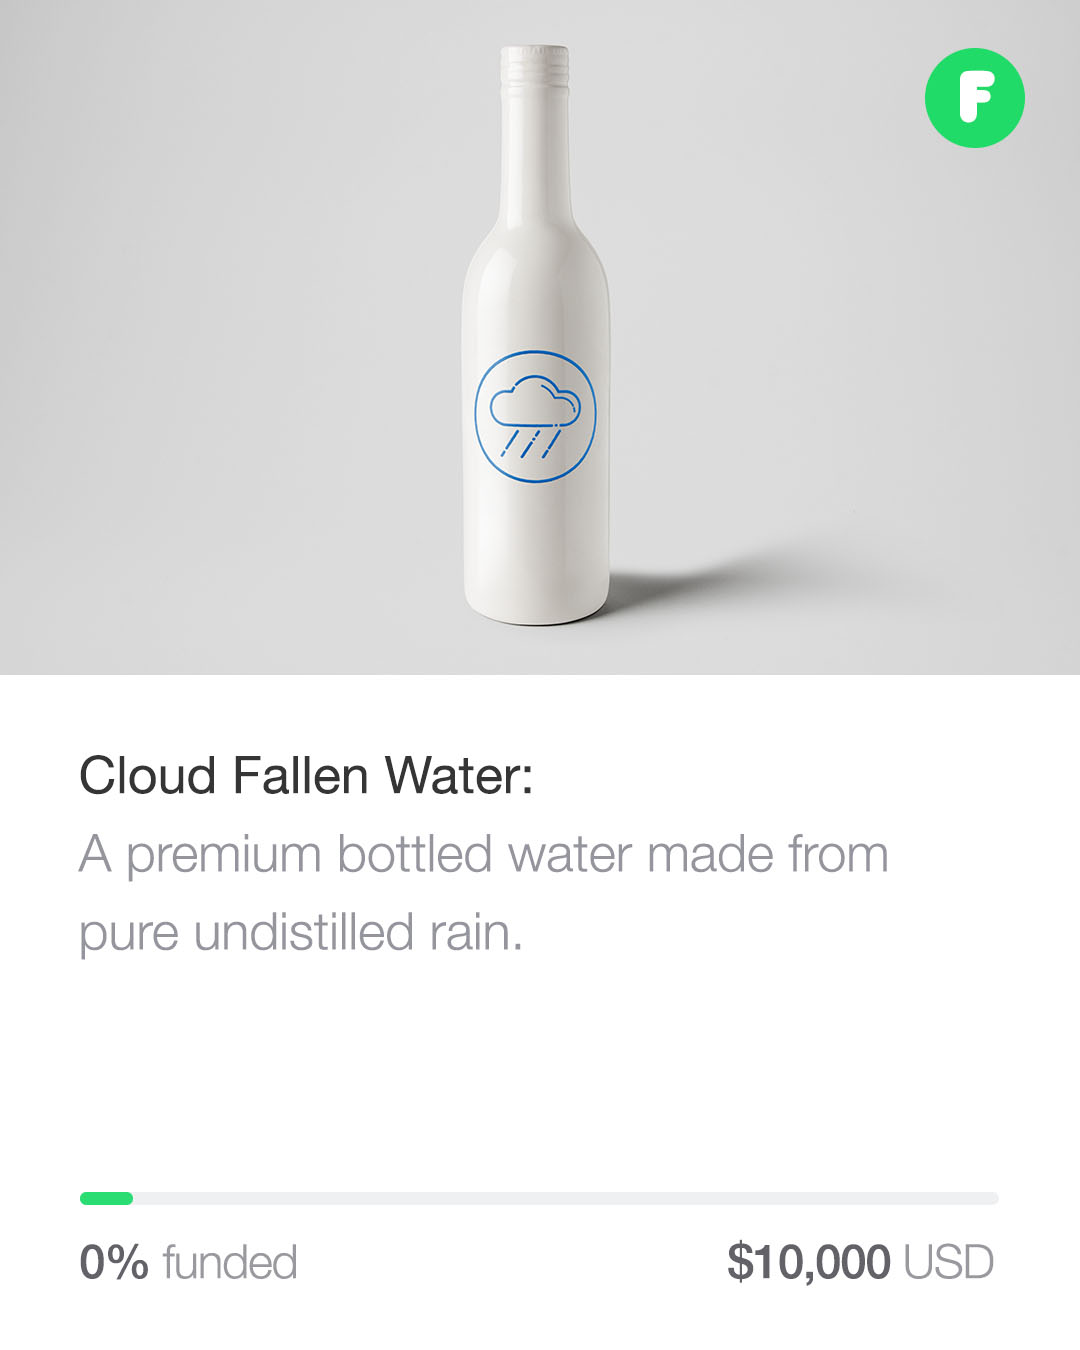 F
Cloud Fallen Water:
A premium bottled water made from
pure undistilled rain.
0% funded
$10,000 USD